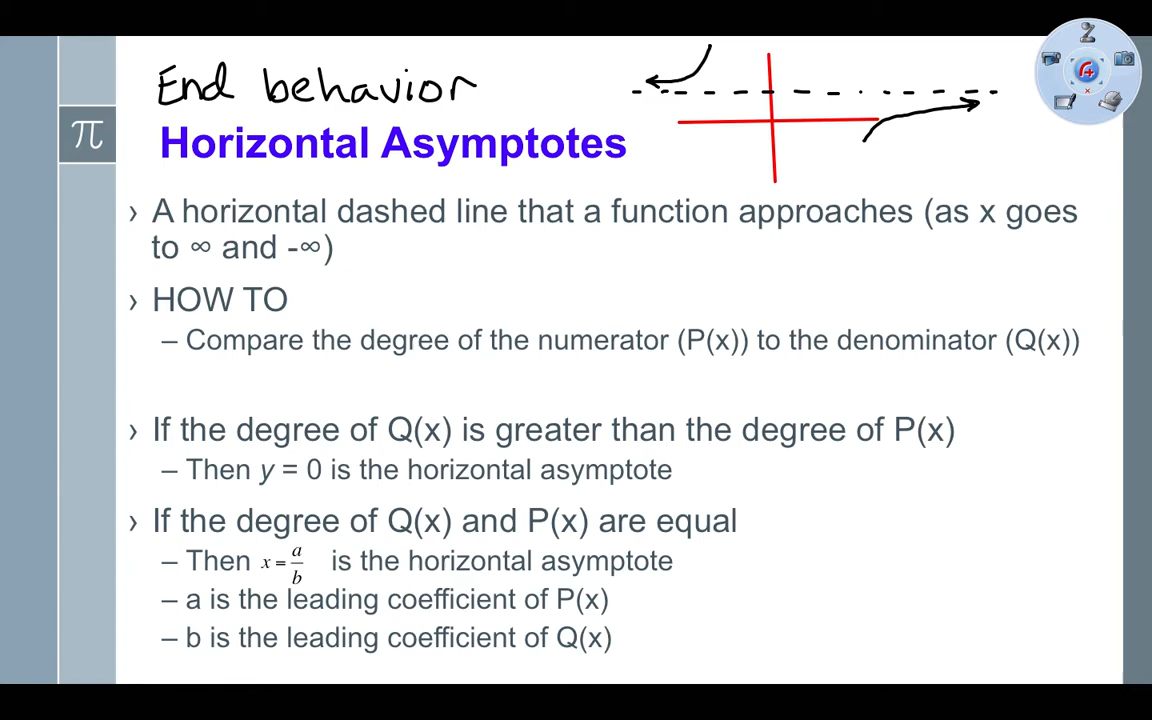 End behavior
π
Horizontal Asymptotes
› A horizontal dashed line that a function approaches (as x goes
to ∞ and -∞)
› HOW TO
– Compare the degree of the numerator (P(x)) to the denominator (Q(x))
› If the degree of Q(x) is greater than the degree of P(x)
– Then y = 0 is the horizontal asymptote
› If the degree of Q(x) and P(x) are equal
– Then x = a/b is the horizontal asymptote
– a is the leading coefficient of P(x)
– b is the leading coefficient of Q(x)